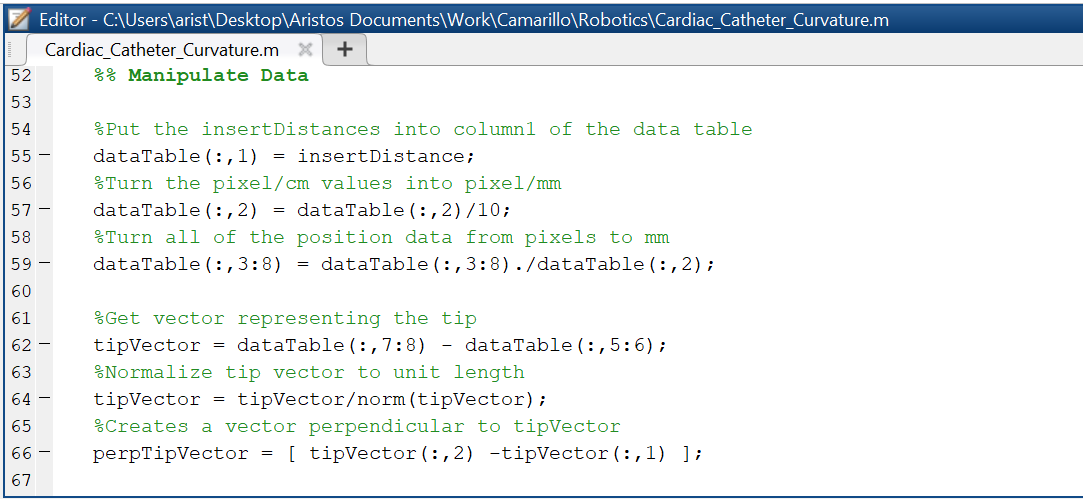 Editor - C:\Users\arist\Desktop\Aristos Documents\Work\Camarillo\Robotics\Cardiac_Catheter_Curvature.m
Cardiac_Catheter_Curvature.m
52 %% Manipulate Data
53
54 %Put the insertDistances into column1 of the data table
55 dataTable(:,1) = insertDistance;
56 %Turn the pixel/cm values into pixel/mm
57 dataTable(:,2) = dataTable(:,2)/10;
58 %Turn all of the position data from pixels to mm
59 dataTable(:,3:8) = dataTable(:,3:8)./dataTable(:,2);
60
61 %Get vector representing the tip
62 tipVector = dataTable(:,7:8) - dataTable(:,5:6);
63 %Normalize tip vector to unit length
64 tipVector = tipVector/norm(tipVector);
65 %Creates a vector perpendicular to tipVector
66 perpTipVector = [ tipVector(:,2) -tipVector(:,1) ];
67